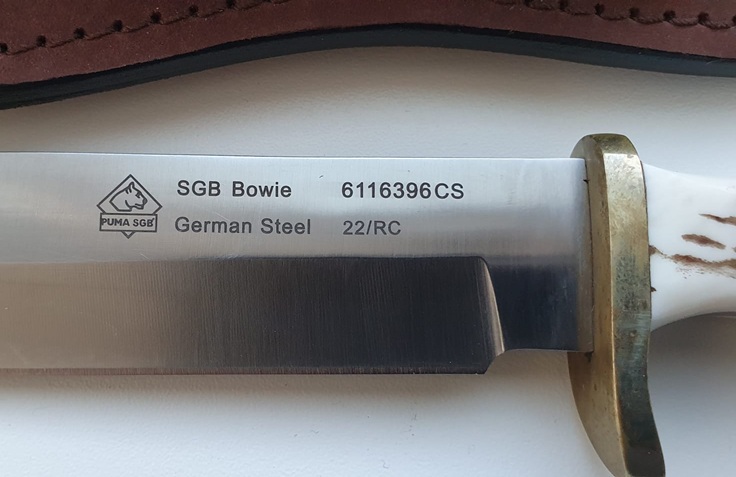 PUMA SGB
SGB Bowie 6116396CS
German Steel 22/RC